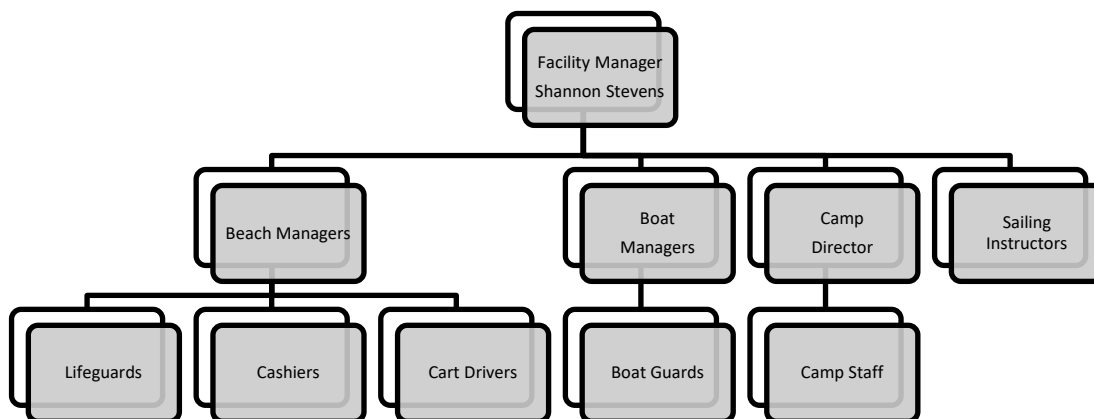 Facility Manager
Shannon Stevens
Beach Managers
Boat
Managers
Camp
Director
Sailing
Instructors
Lifeguards
Cashiers
Cart Drivers
Boat Guards
Camp Staff